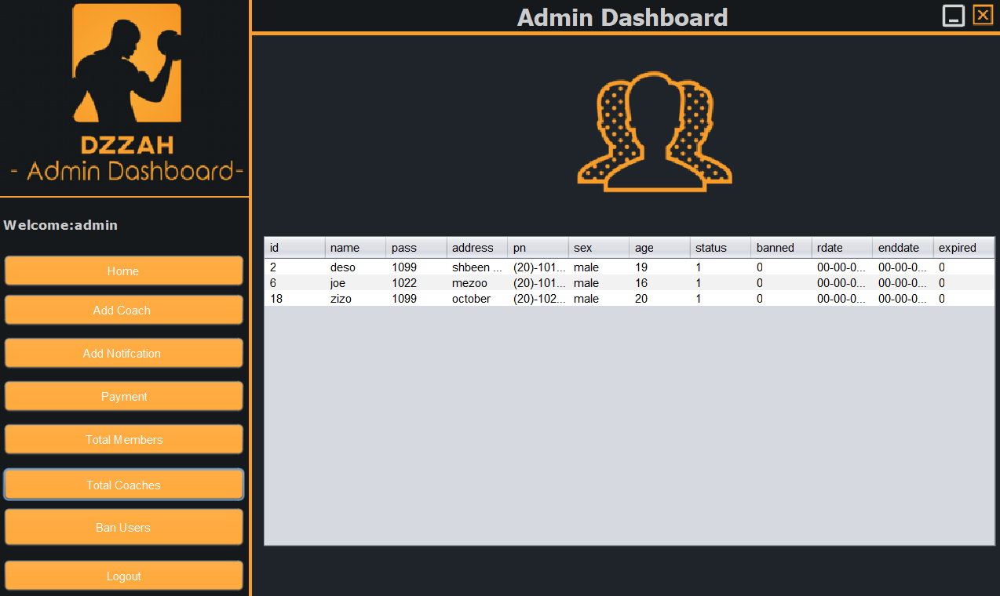 DZZAH
- Admin Dashboard-
Welcome:admin
Home
Add Coach
Add Notifcation
Payment
Total Members
Total Coaches
Ban Users
Logout
Admin Dashboard
id name pass address pn sex age status banned rdate enddate expired
2 deso 1099 shbeen ... (20)-101... male 19 1 0 00-00-0... 00-00-0... 0
6 joe 1022 mezoo (20)-101... male 16 1 0 00-00-0... 00-00-0... 0
18 zizo 1099 october (20)-102... male 20 1 0 00-00-0... 00-00-0... 0